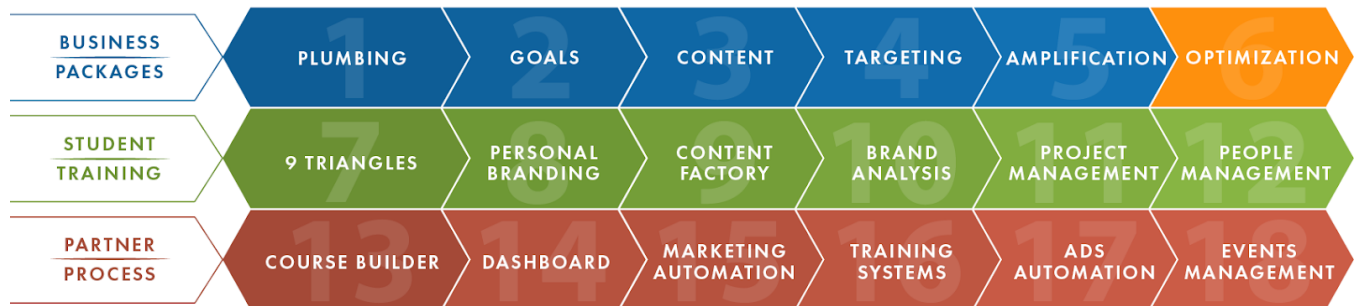 BUSINESS
PACKAGES
1 PLUMBING
2 GOALS
3 CONTENT
4 TARGETING
5 AMPLIFICATION
6 OPTIMIZATION
STUDENT
TRAINING
7 9 TRIANGLES
8 PERSONAL
BRANDING
9 CONTENT
FACTORY
10 BRAND
ANALYSIS
11 PROJECT
MANAGEMENT
12 PEOPLE
MANAGEMENT
PARTNER
PROCESS
13 COURSE BUILDER
14 DASHBOARD
15 MARKETING
AUTOMATION
16 TRAINING
SYSTEMS
17 ADS
AUTOMATION
18 EVENTS
MANAGEMENT